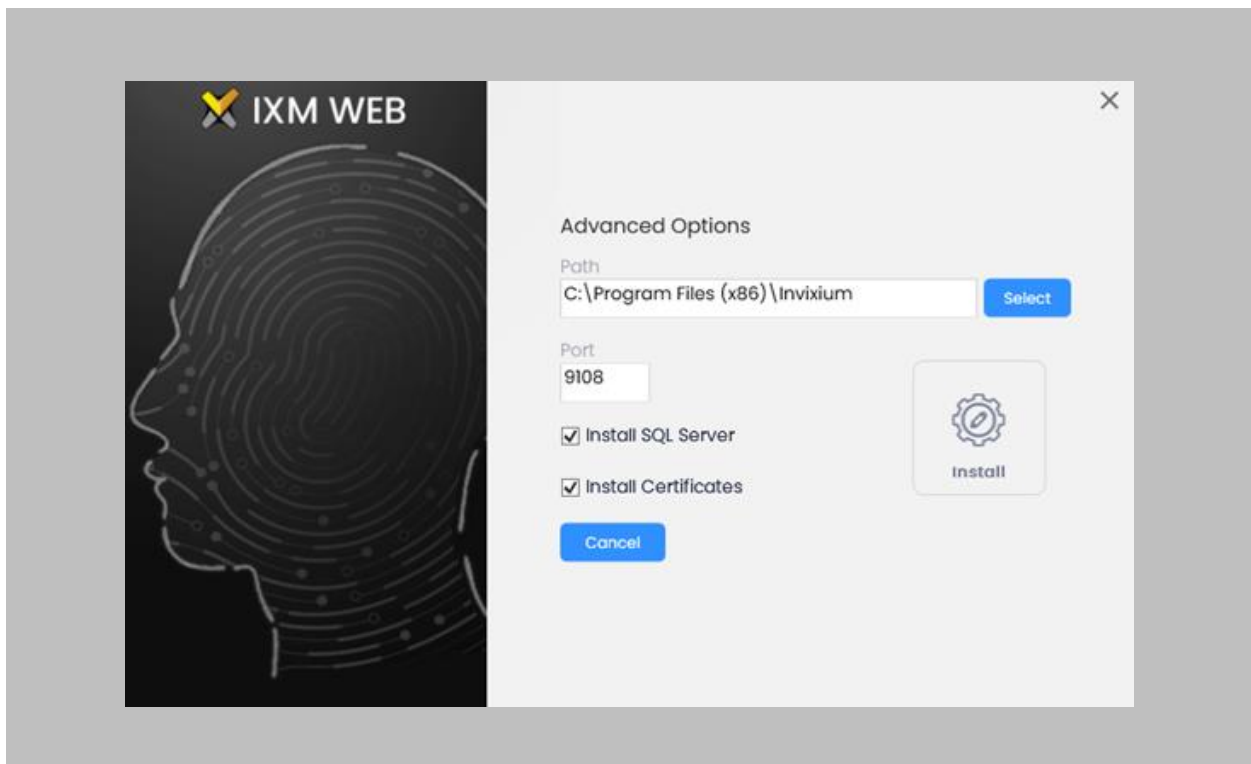 IXM WEB
Advanced Options
Path
C:\Program Files (x86)\Invixium
Select
Port
9108
Install SQL Server
Install
Install Certificates
Cancel